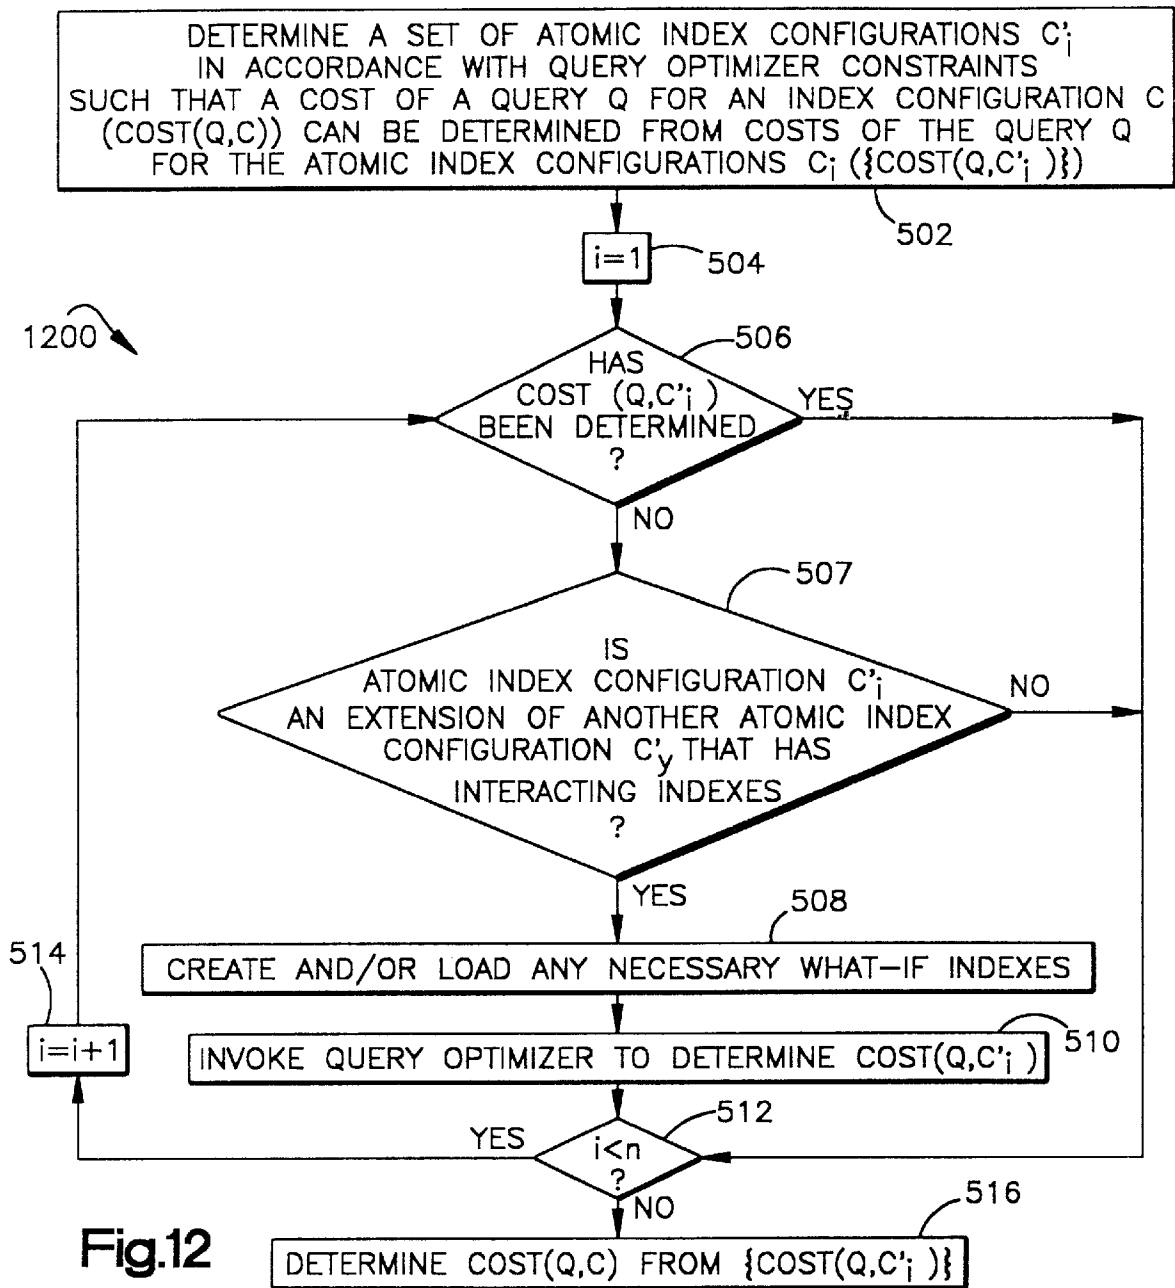 DETERMINE A SET OF ATOMIC INDEX CONFIGURATIONS C'i
IN ACCORDANCE WITH QUERY OPTIMIZER CONSTRAINTS
SUCH THAT A COST OF A QUERY Q FOR AN INDEX CONFIGURATION C
(COST(Q,C)) CAN BE DETERMINED FROM COSTS OF THE QUERY Q
FOR THE ATOMIC INDEX CONFIGURATIONS Ci ({COST(Q,C'i )})
502
i=1
504
1200
506
HAS
COST (Q,C'i )
BEEN DETERMINED
?
YES
NO
507
IS
ATOMIC INDEX CONFIGURATION C'i
AN EXTENSION OF ANOTHER ATOMIC INDEX
CONFIGURATION C'y THAT HAS
INTERACTING INDEXES
?
NO
YES
508
CREATE AND/OR LOAD ANY NECESSARY WHAT-IF INDEXES
514
i=i+1
INVOKE QUERY OPTIMIZER TO DETERMINE COST(Q,C'i )
510
512
YES
i<n
?
NO
516
DETERMINE COST(Q,C) FROM {COST(Q,C'i )}
Fig.12